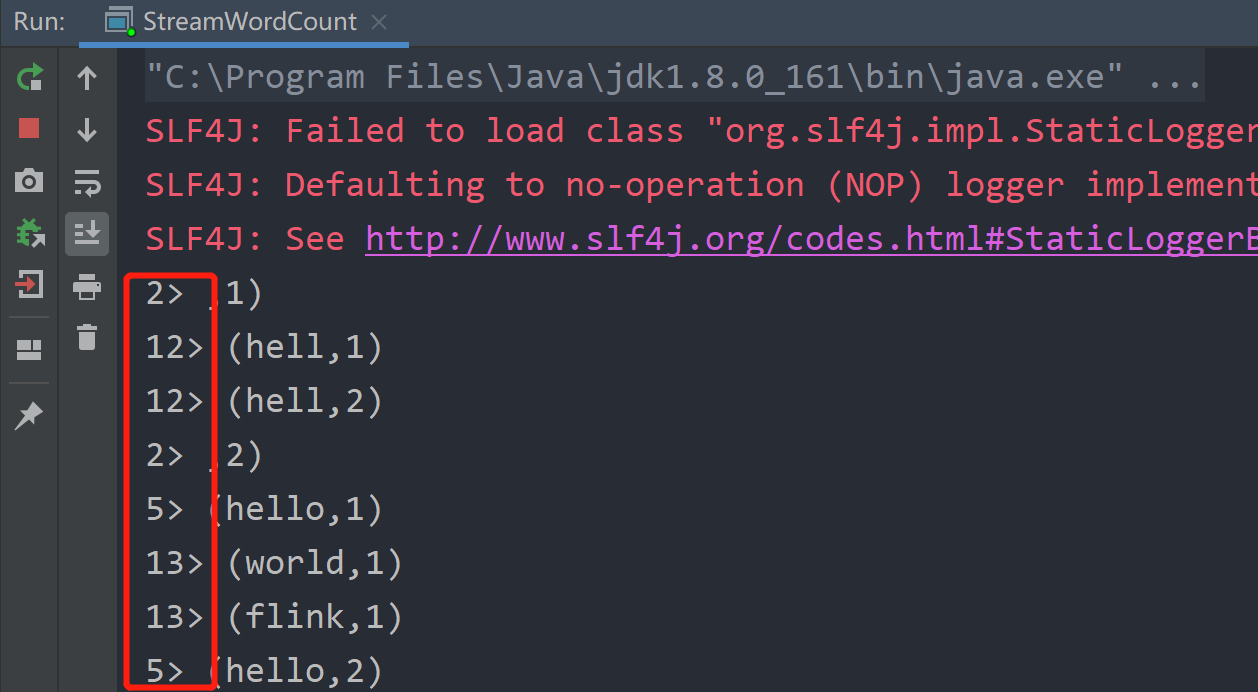 Run: StreamWordCount
"C:\Program Files\Java\jdk1.8.0_161\bin\java.exe" ...
SLF4J: Failed to load class "org.slf4j.impl.StaticLogger
SLF4J: Defaulting to no-operation (NOP) logger implement
SLF4J: See http://www.slf4j.org/codes.html#StaticLoggerB
2> ,1)
12> (hell,1)
12> (hell,2)
2> ,2)
5> (hello,1)
13> (world,1)
13> (flink,1)
5> (hello,2)